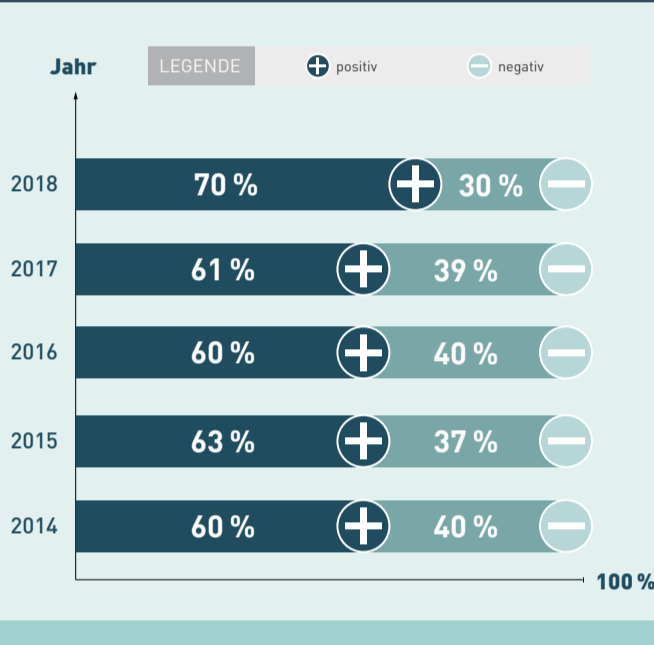 Jahr LEGENDE positiv negativ
2018 70 % 30 %
2017 61 % 39 %
2016 60 % 40 %
2015 63 % 37 %
2014 60 % 40 %
100 %